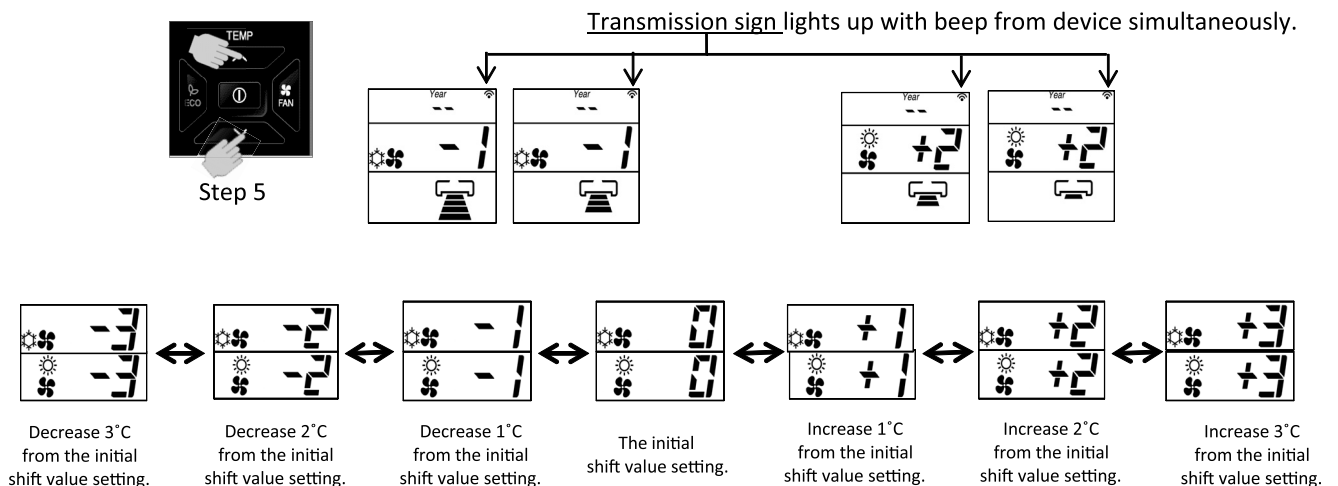 Transmission sign lights up with beep from device simultaneously.
TEMP
ECO
FAN
Step 5
Year
--
-1
Year
--
-1
Year
--
+2
Year
--
+2
-3
-3
-2
-2
-1
-1
0
0
+1
+1
+2
+2
+3
+3
Decrease 3˚C
from the initial
shift value setting.
Decrease 2˚C
from the initial
shift value setting.
Decrease 1˚C
from the initial
shift value setting.
The initial
shift value setting.
Increase 1˚C
from the initial
shift value setting.
Increase 2˚C
from the initial
shift value setting.
Increase 3˚C
from the initial
shift value setting.